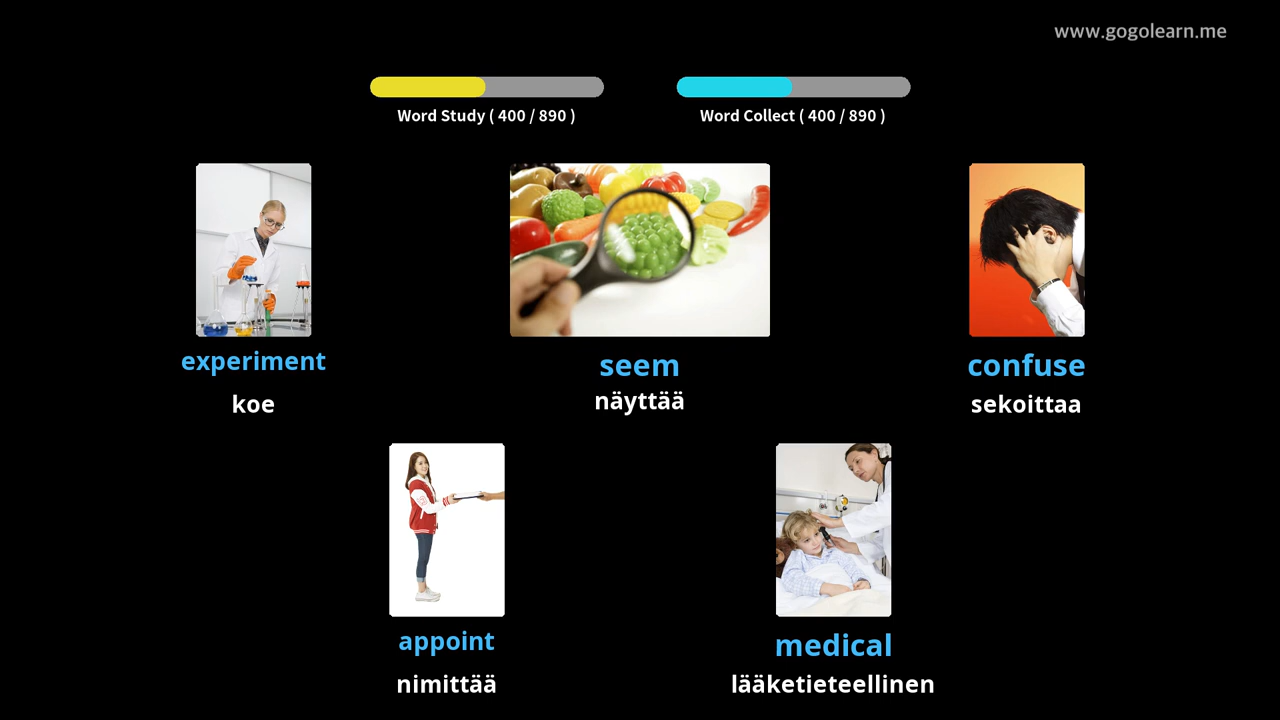 www.gogolearn.me
Word Study ( 400 / 890 )
Word Collect ( 400 / 890 )
experiment
koe
seem
näyttää
confuse
sekoittaa
appoint
nimittää
medical
lääketieteellinen